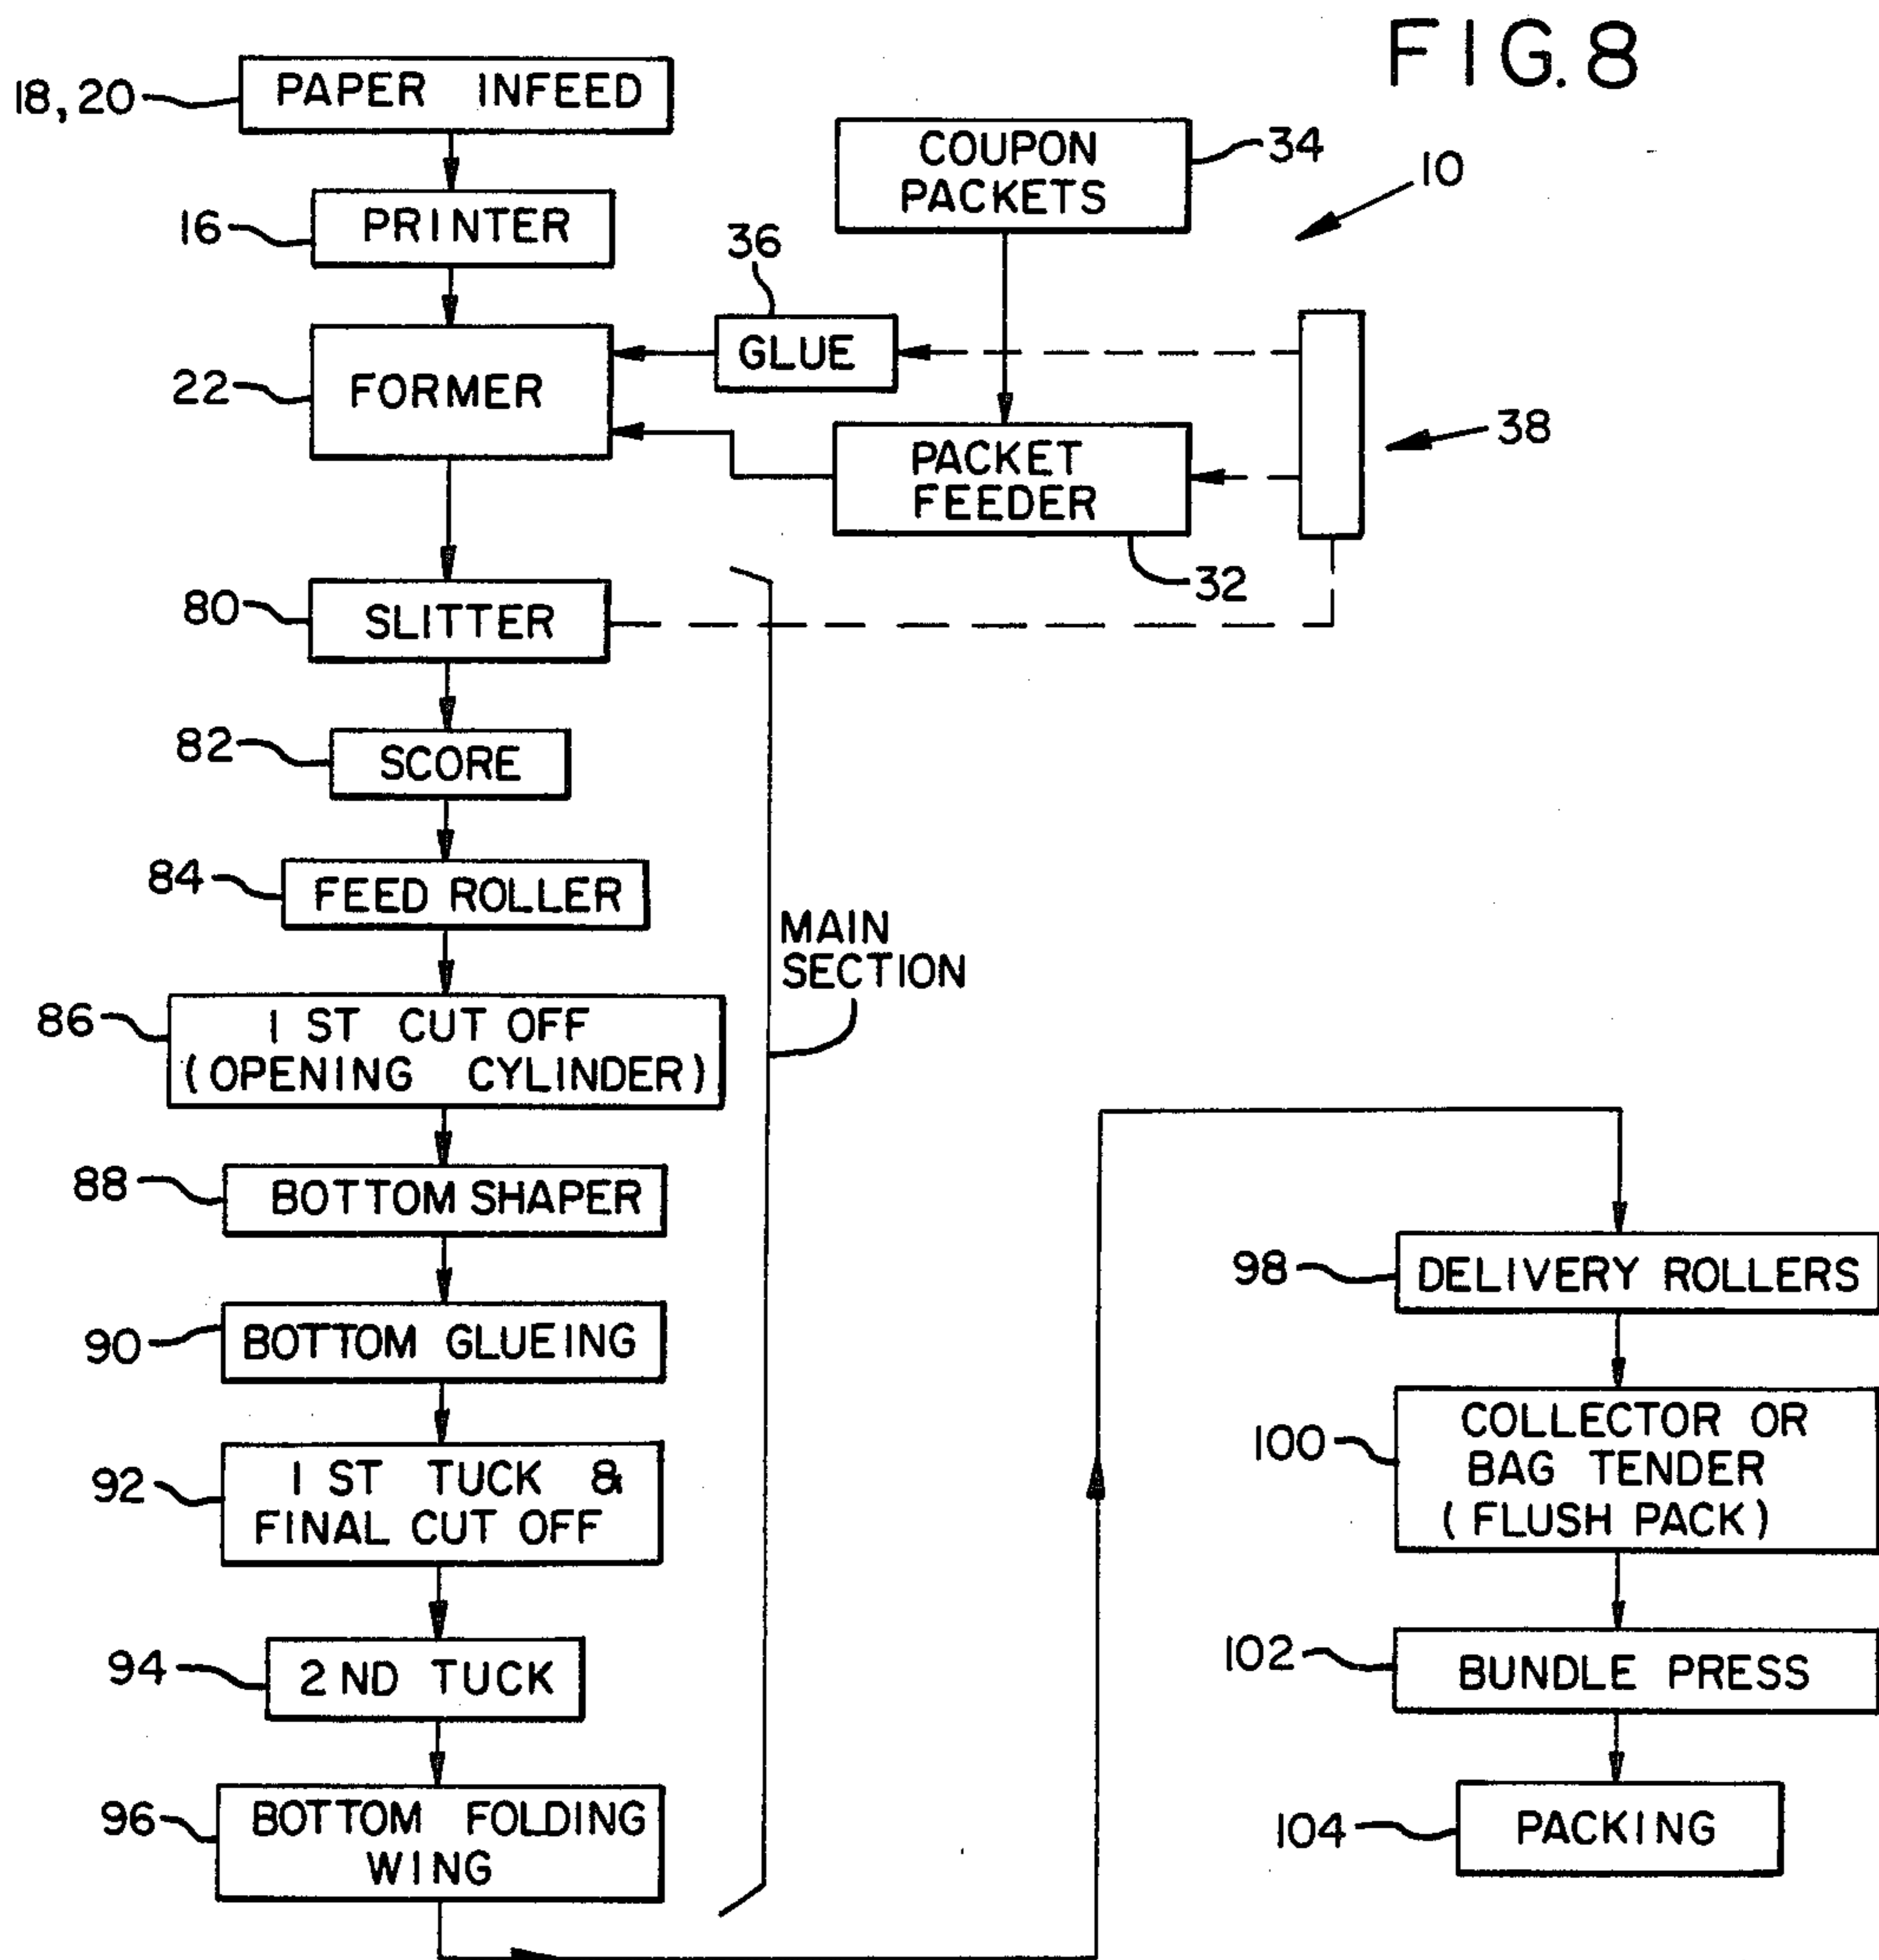 FIG. 8
18, 20
PAPER INFEED
COUPON
PACKETS
34
10
16
PRINTER
36
GLUE
22
FORMER
38
PACKET
FEEDER
32
80
SLITTER
82
SCORE
84
FEED ROLLER
MAIN
SECTION
86
1 ST CUT OFF
(OPENING CYLINDER)
88
BOTTOM SHAPER
90
BOTTOM GLUEING
92
1 ST TUCK &
FINAL CUT OFF
94
2 ND TUCK
96
BOTTOM FOLDING
WING
98
DELIVERY ROLLERS
100
COLLECTOR OR
BAG TENDER
(FLUSH PACK)
102
BUNDLE PRESS
104
PACKING